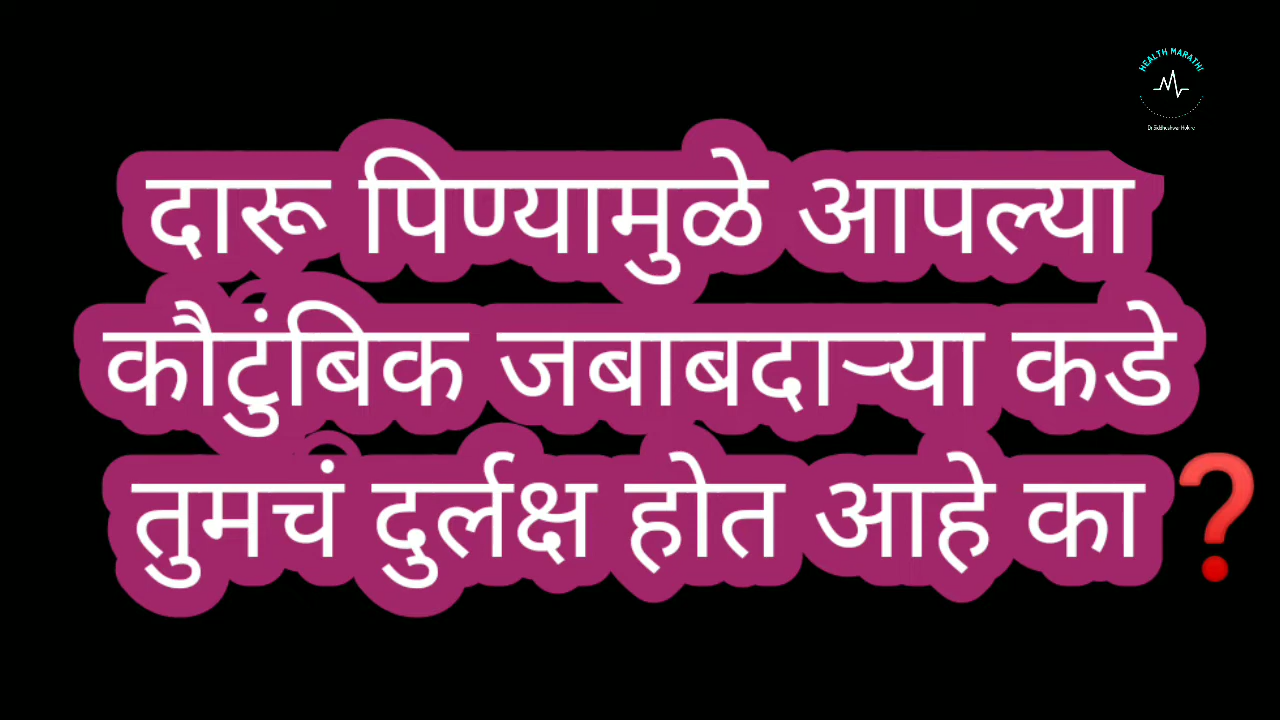 HEALTH MARATHI
दारू पिण्यामुळे आपल्या
कौटुंबिक जबाबदाऱ्या कडे
तुमचं दुर्लक्ष होत आहे का❓